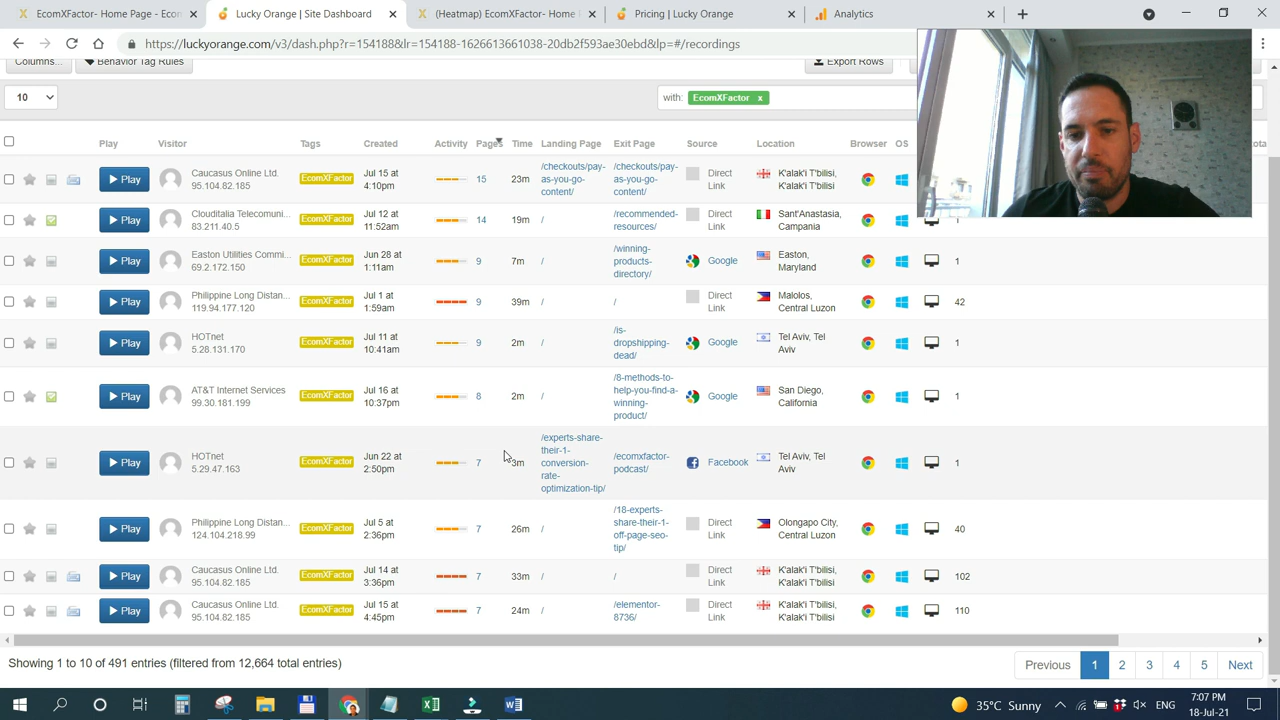 EcomXFactor: Home Page - Ecom
Lucky Orange | Site Dashboard
(Heatmap) EcomXFactor - Home
Pricing | Lucky Orange
Analytics
https://luckyorange.com/v3/dash.php?r=154188&lr=154188-1626613661038-20db2f593ae30ebd&lp=#/recordings
Columns...
Behavior Tag Rules
Export Rows
10
with: EcomXFactor x
Play Visitor Tags Created Activity Pages Time Landing Page Exit Page Source Location Browser OS
Play
Caucasus Online Ltd.
95.104.82.185
EcomXFactor
Jul 15 at
4:10pm
15
23m
/checkouts/pay-
as-you-go-
content/
/checkouts/pay-
as-you-go-
content/
Direct
Link
K'alak'i T'bilisi,
K'alak'i T'bilisi
Play
Clouditalia Telecommuni...
83.211.40.5
EcomXFactor
Jul 12 at
11:52am
14
19m
/
/recommended-
resources/
Direct
Link
Sant'Anastasia,
Campania
1
Play
Easton Utilities Commi...
69.2.172.150
EcomXFactor
Jun 28 at
1:11am
9
7m
/
/winning-
products-
directory/
Google
Easton,
Maryland
1
Play
Philippine Long Distan...
119.94.177.120
EcomXFactor
Jul 1 at
1:59am
9
39m
/
/
Direct
Link
Malolos,
Central Luzon
42
Play
HOTnet
5.28.131.170
EcomXFactor
Jul 11 at
10:41am
9
2m
/
/is-
dropshipping-
dead/
Google
Tel Aviv, Tel
Aviv
1
Play
AT&T Internet Services
99.80.181.199
EcomXFactor
Jul 16 at
10:37pm
8
2m
/
/8-methods-to-
help-you-find-a-
winning-
product/
Google
San Diego,
California
1
Play
HOTnet
5.29.47.163
EcomXFactor
Jun 22 at
2:50pm
7
3m
/experts-share-
their-1-
conversion-
rate-
optimization-tip/
/ecomxfactor-
podcast/
Facebook
Tel Aviv, Tel
Aviv
1
Play
Philippine Long Distan...
124.104.218.99
EcomXFactor
Jul 5 at
2:36pm
7
26m
/
/18-experts-
share-their-1-
off-page-seo-
tip/
Direct
Link
Olongapo City,
Central Luzon
40
Play
Caucasus Online Ltd.
95.104.82.185
EcomXFactor
Jul 14 at
3:36pm
7
33m
/
/
Direct
Link
K'alak'i T'bilisi,
K'alak'i T'bilisi
102
Play
Caucasus Online Ltd.
95.104.82.185
EcomXFactor
Jul 15 at
4:45pm
7
24m
/
/elementor-
8736/
Direct
Link
K'alak'i T'bilisi,
K'alak'i T'bilisi
110
Showing 1 to 10 of 491 entries (filtered from 12,664 total entries)
Previous 1 2 3 4 5 Next
35°C Sunny
ENG
7:07 PM
18-Jul-21